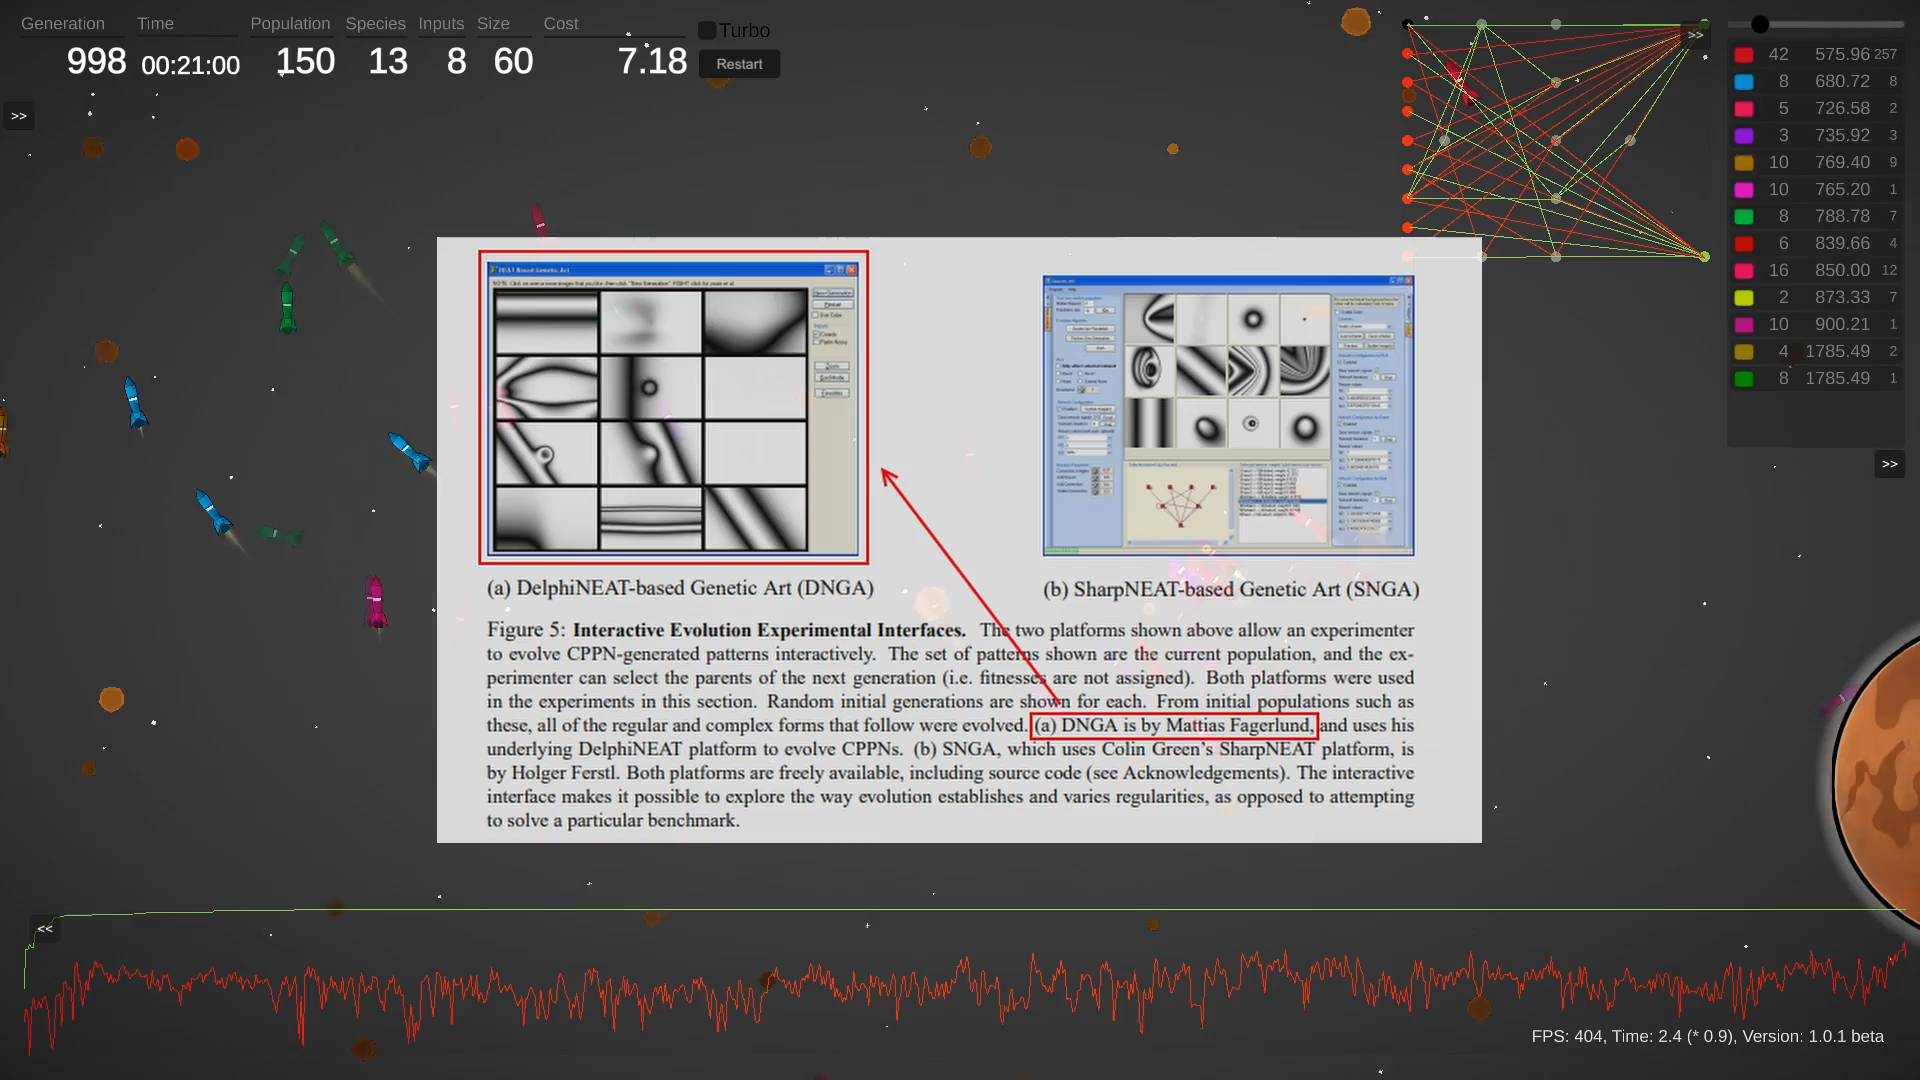 Generation Time Population Species Inputs Size Cost
998 00:21:00 150 13 8 60 7.18
Turbo
Restart
>>
>>
42 575.96 257
8 680.72 8
5 726.58 2
3 735.92 3
10 769.40 9
10 765.20 1
8 788.78 7
6 839.66 4
16 850.00 12
2 873.33 7
10 900.21 1
4 1785.49 2
8 1785.49 1
>>
(a) DelphiNEAT-based Genetic Art (DNGA)
(b) SharpNEAT-based Genetic Art (SNGA)
Figure 5: Interactive Evolution Experimental Interfaces. The two platforms shown above allow an experimenter
to evolve CPPN-generated patterns interactively. The set of patterns shown are the current population, and the ex-
perimenter can select the parents of the next generation (i.e. fitnesses are not assigned). Both platforms were used
in the experiments in this section. Random initial generations are shown for each. From initial populations such as
these, all of the regular and complex forms that follow were evolved. (a) DNGA is by Mattias Fagerlund, and uses his
underlying DelphiNEAT platform to evolve CPPNs. (b) SNGA, which uses Colin Green's SharpNEAT platform, is
by Holger Ferstl. Both platforms are freely available, including source code (see Acknowledgements). The interactive
interface makes it possible to explore the way evolution establishes and varies regularities, as opposed to attempting
to solve a particular benchmark.
<<
FPS: 404, Time: 2.4 (* 0.9), Version: 1.0.1 beta